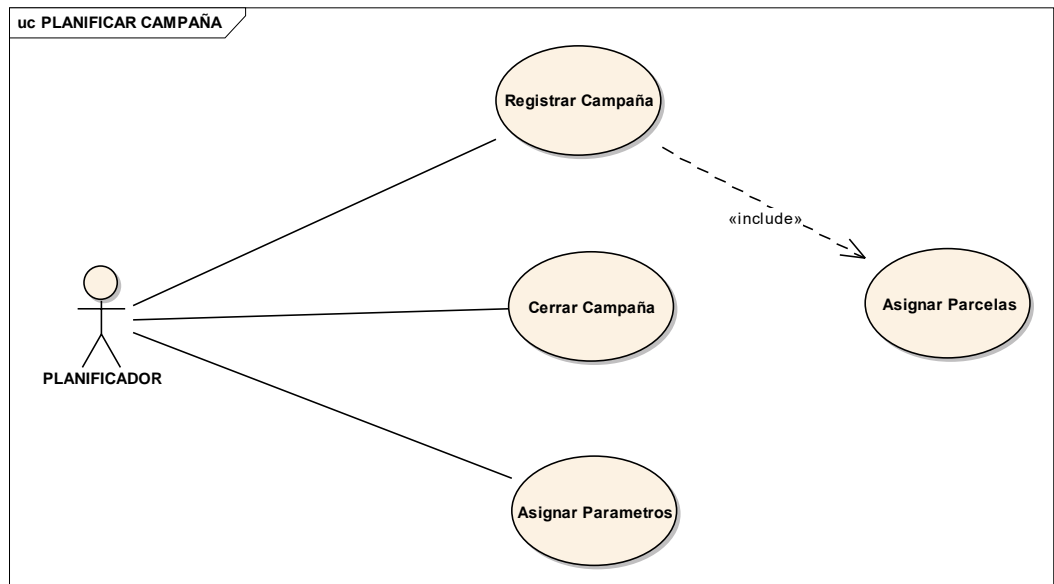 uc PLANIFICAR CAMPAÑA
Registrar Campaña
«include»
Cerrar Campaña
Asignar Parcelas
PLANIFICADOR
Asignar Parametros